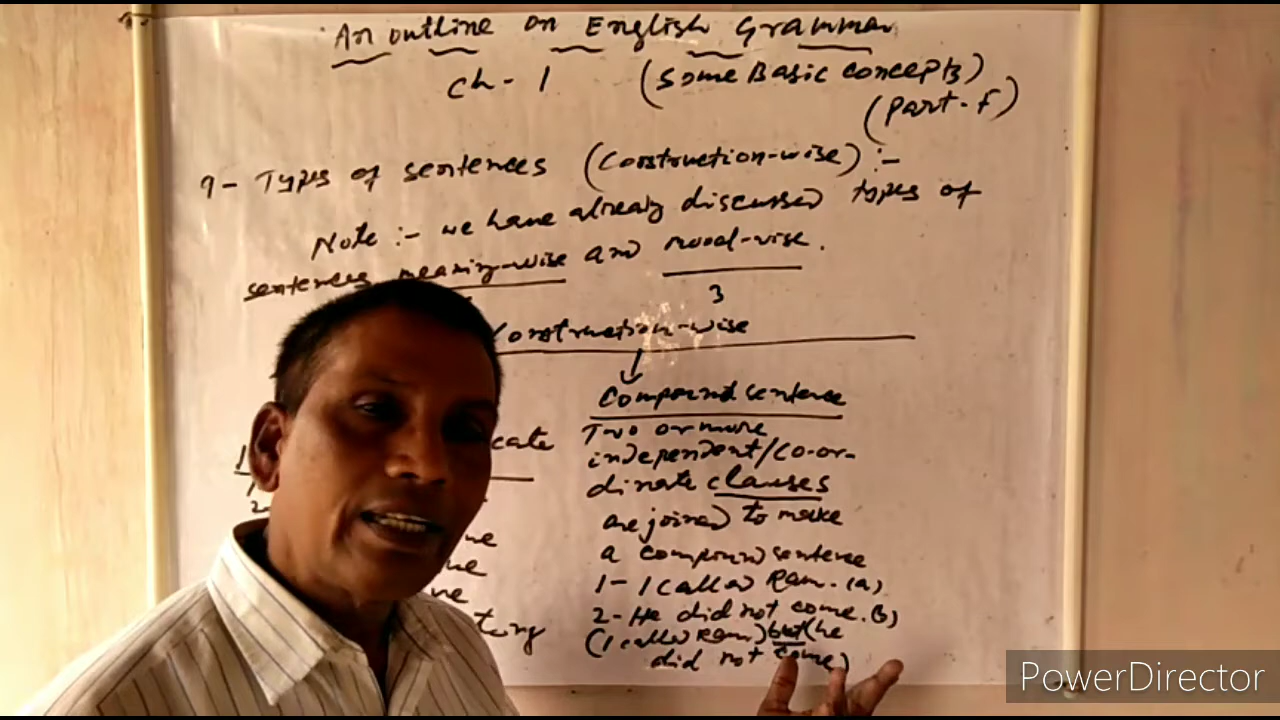 An outline on English Grammar
Ch - 1 (Some Basic concepts)
(Part - F)
9 - Types of sentences (Construction-wise) :-
Note :- we have already discussed types of
sentences meaning-wise and mood-wise.
3
Construction-wise
Compound sentence
cate Two or more
independent/co-or-
dinate clauses
are joined to make
a compound sentence
1 - I called Ram. (a)
2 - He did not come. (b)
(I called Ram) but (he
did not come)
PowerDirector